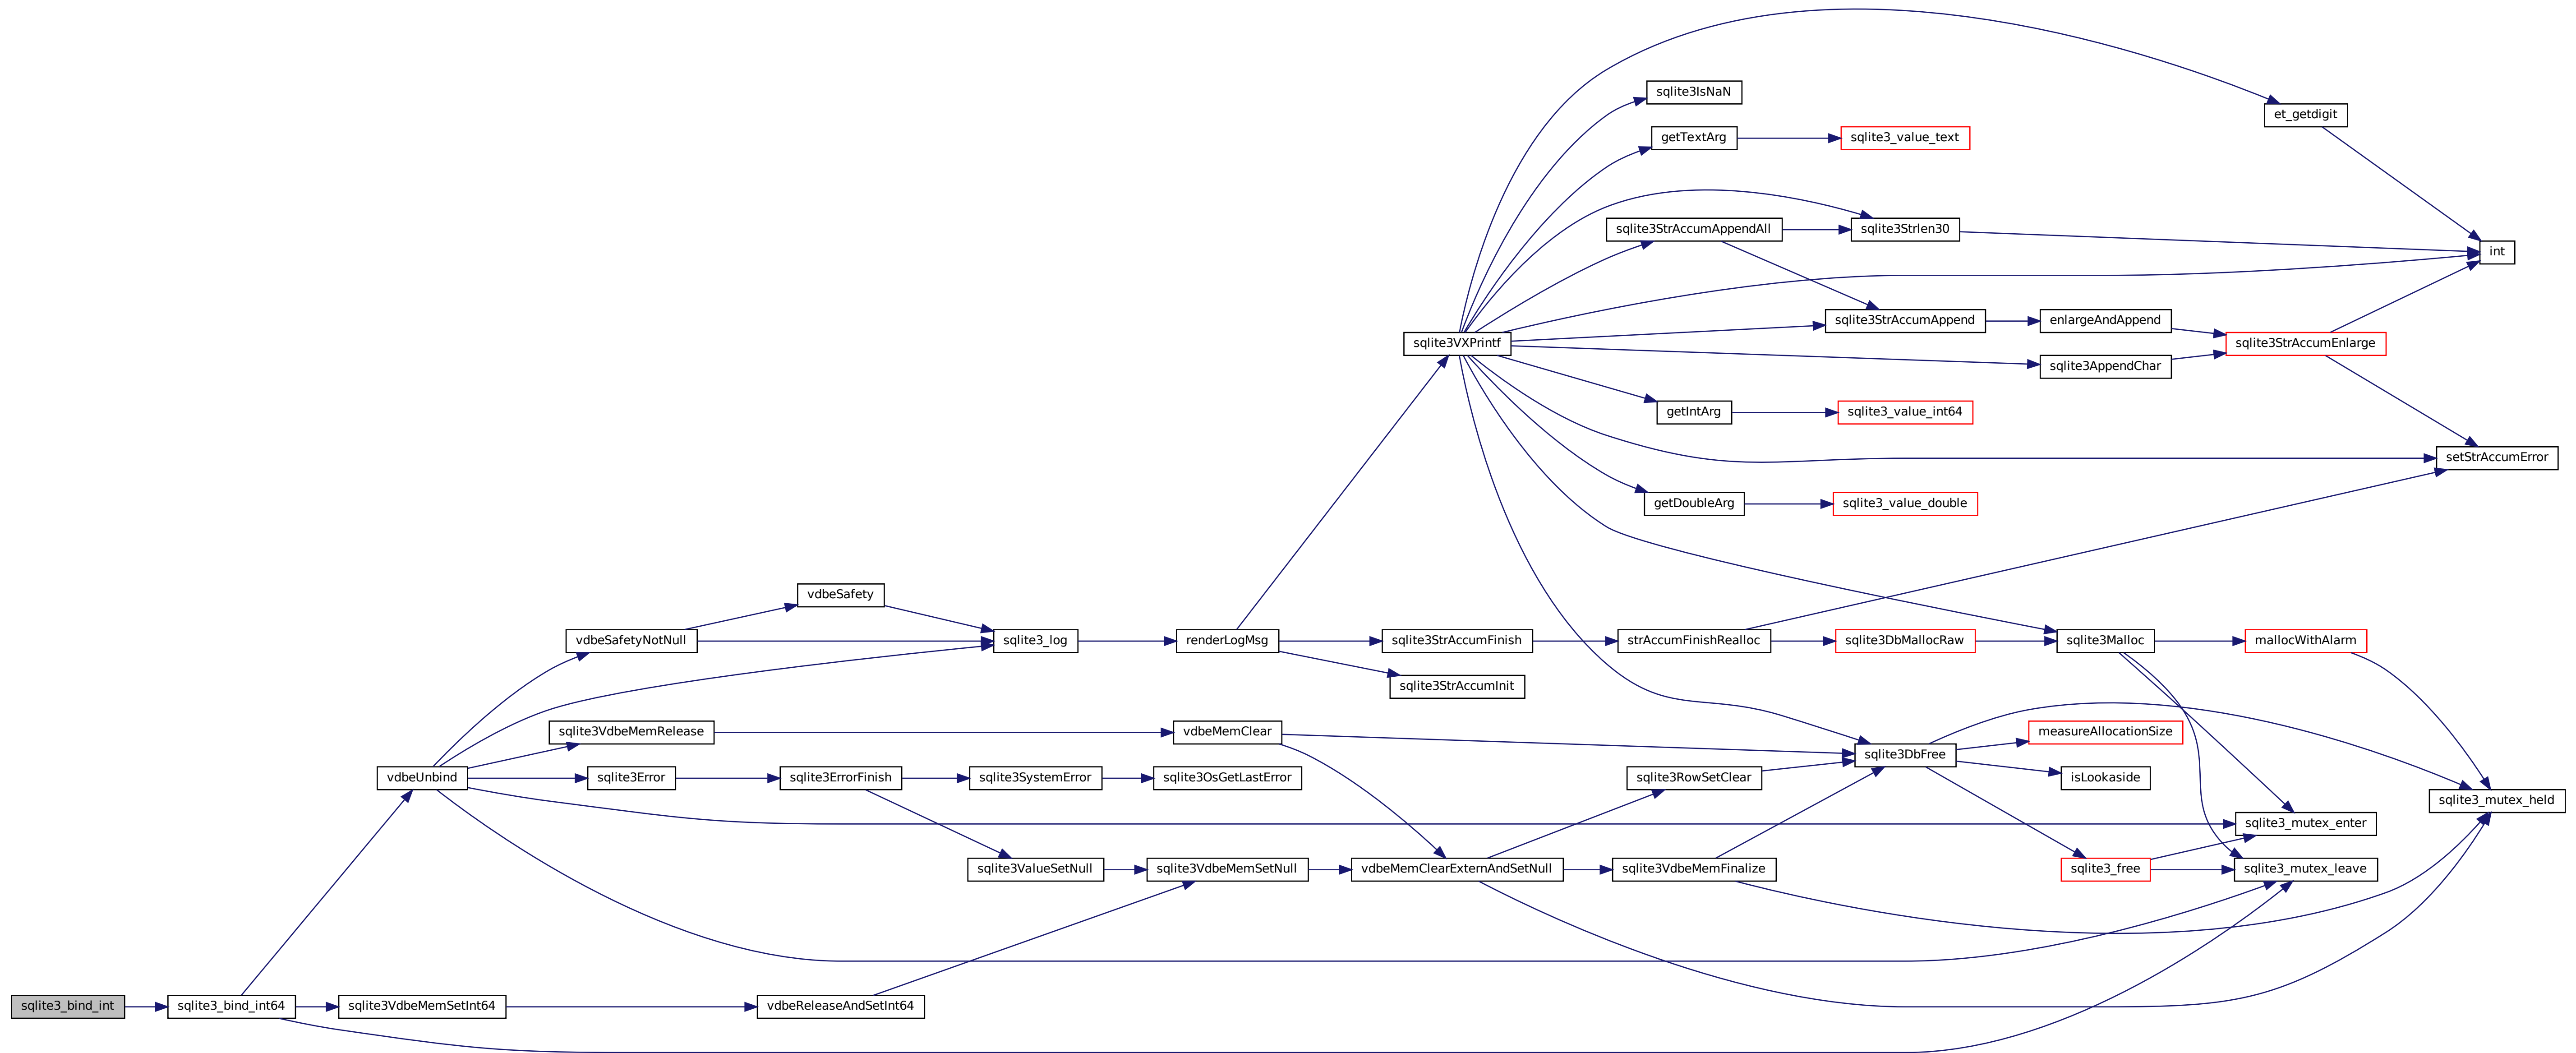 sqlite3IsNaN
et_getdigit
getTextArg
sqlite3_value_text
sqlite3StrAccumAppendAll
sqlite3Strlen30
int
sqlite3StrAccumAppend
enlargeAndAppend
sqlite3VXPrintf
sqlite3StrAccumEnlarge
sqlite3AppendChar
getIntArg
sqlite3_value_int64
setStrAccumError
getDoubleArg
sqlite3_value_double
vdbeSafety
vdbeSafetyNotNull
sqlite3_log
renderLogMsg
sqlite3StrAccumFinish
strAccumFinishRealloc
sqlite3DbMallocRaw
sqlite3Malloc
mallocWithAlarm
sqlite3StrAccumInit
sqlite3VdbeMemRelease
vdbeMemClear
measureAllocationSize
sqlite3DbFree
vdbeUnbind
sqlite3Error
sqlite3ErrorFinish
sqlite3SystemError
sqlite3OsGetLastError
sqlite3RowSetClear
isLookaside
sqlite3_mutex_held
sqlite3_mutex_enter
sqlite3ValueSetNull
sqlite3VdbeMemSetNull
vdbeMemClearExternAndSetNull
sqlite3VdbeMemFinalize
sqlite3_free
sqlite3_mutex_leave
sqlite3_bind_int
sqlite3_bind_int64
sqlite3VdbeMemSetInt64
vdbeReleaseAndSetInt64